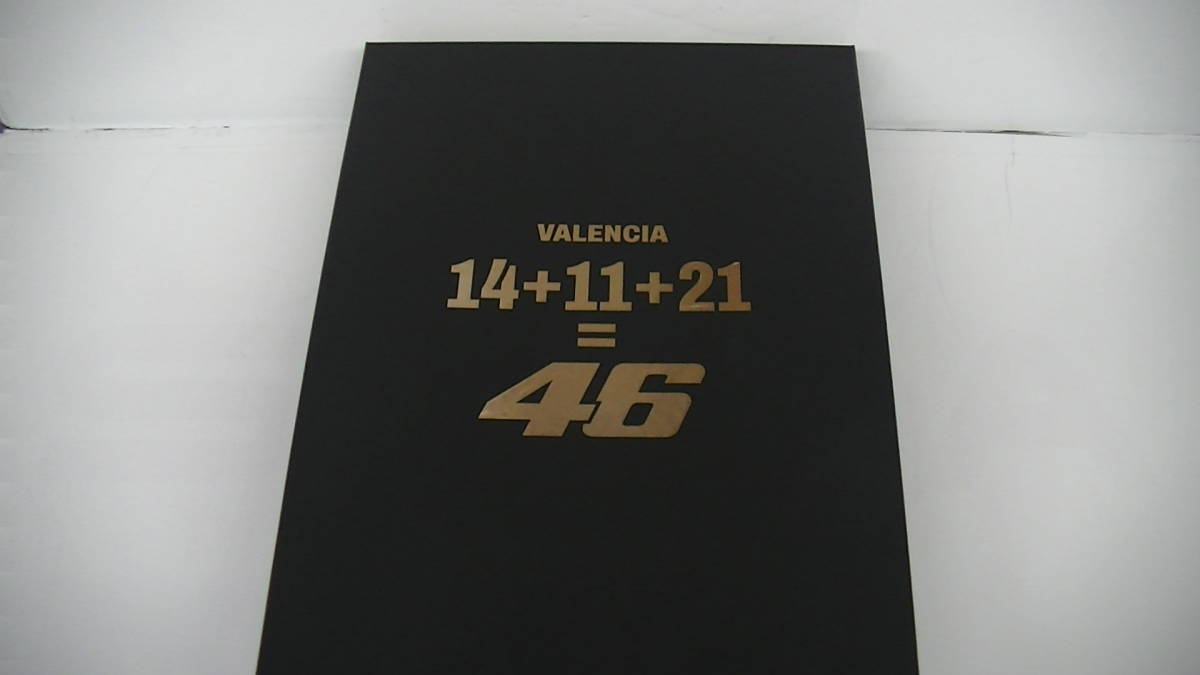 VALENCIA
14+11+21
=
46